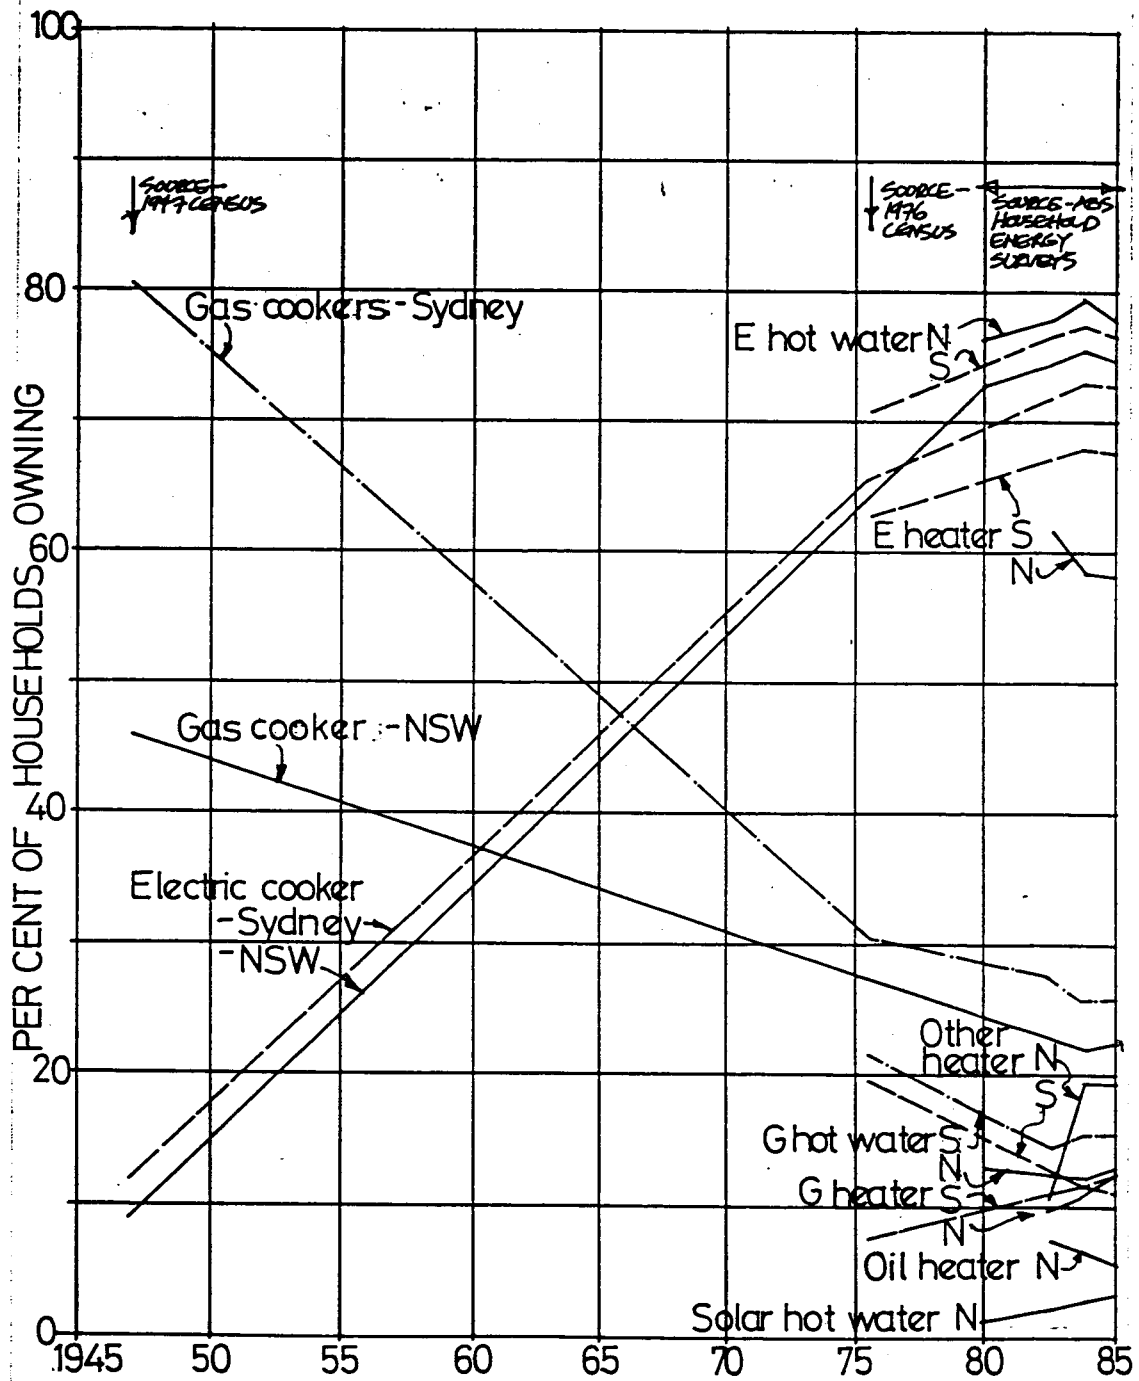 100
80
60
40
20
0
PER CENT OF HOUSEHOLDS OWNING
SOURCE-
1947 CENSUS
SOURCE-
1976
CENSUS
SOURCE-ABS
HOUSEHOLD
ENERGY
SURVEYS
Gas cookers-Sydney
E hot water N
S
E heater S
N
Gas cooker -NSW
Electric cooker
-Sydney
-NSW
Other
heater N
S
G hot water S
N
G heater S
N
Oil heater N
Solar hot water N
1945 50 55 60 65 70 75 80 85